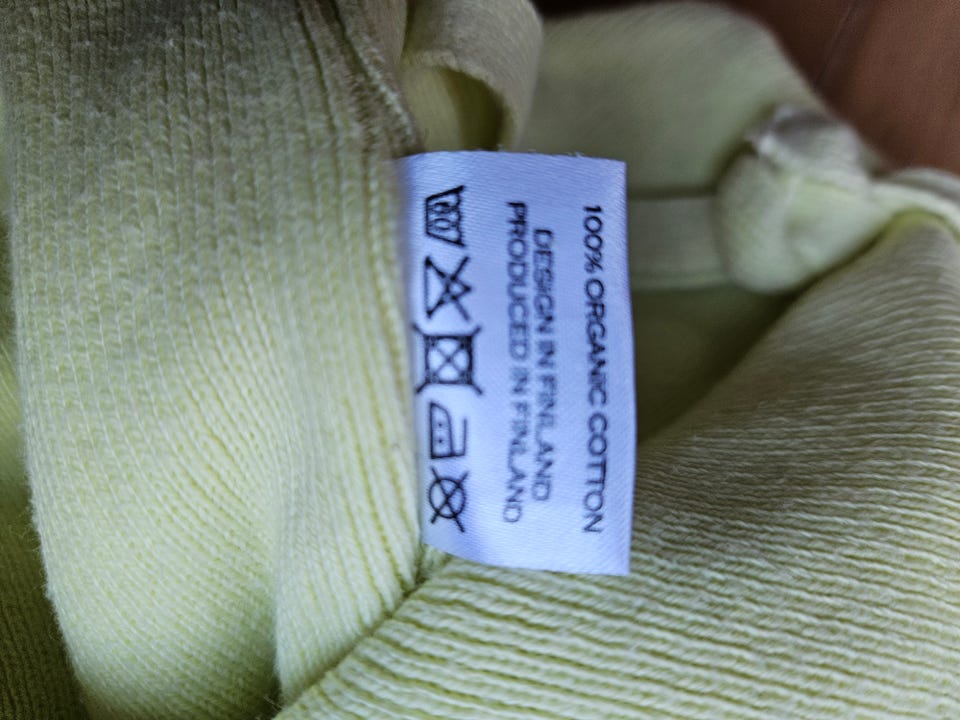 100% ORGANIC COTTON
DESIGN IN FINLAND
PRODUCED IN FINLAND